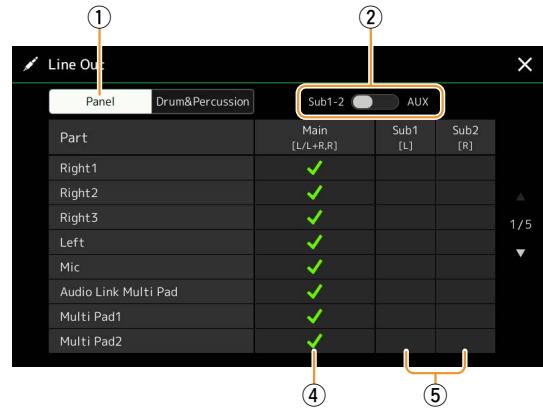 ① ②
Line Out
Panel Drum&Percussion Sub1-2 AUX
Part Main Sub1 Sub2
[L/L+R,R] [L] [R]
Right1
Right2
Right3
1/5
Left
Mic
Audio Link Multi Pad
Multi Pad1
Multi Pad2
④ ⑤